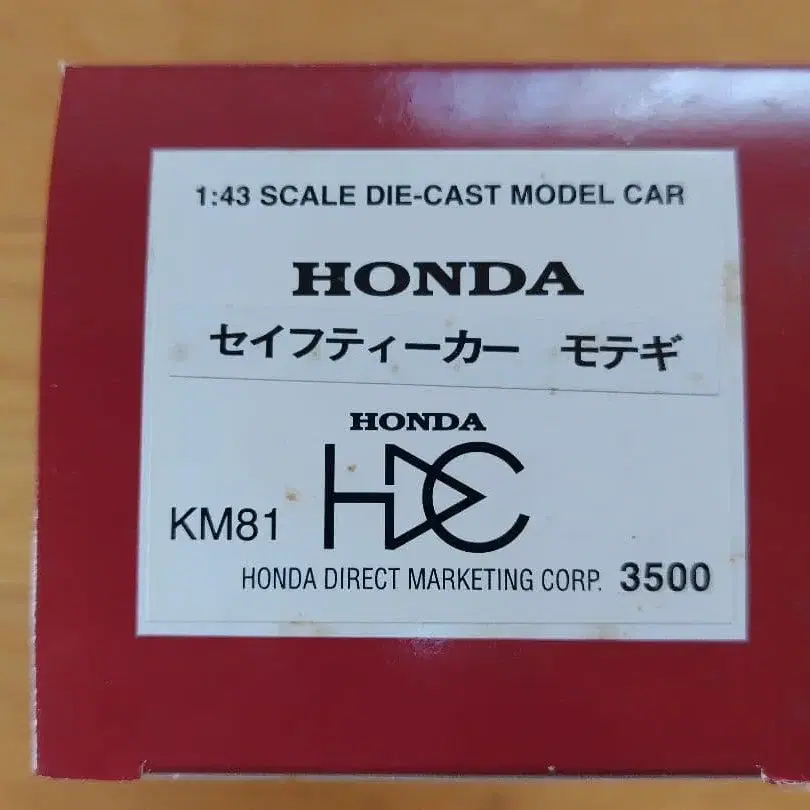 1:43 SCALE DIE-CAST MODEL CAR
HONDA
セイフティーカー　モテギ
HONDA
HDC
KM81
HONDA DIRECT MARKETING CORP. 3500